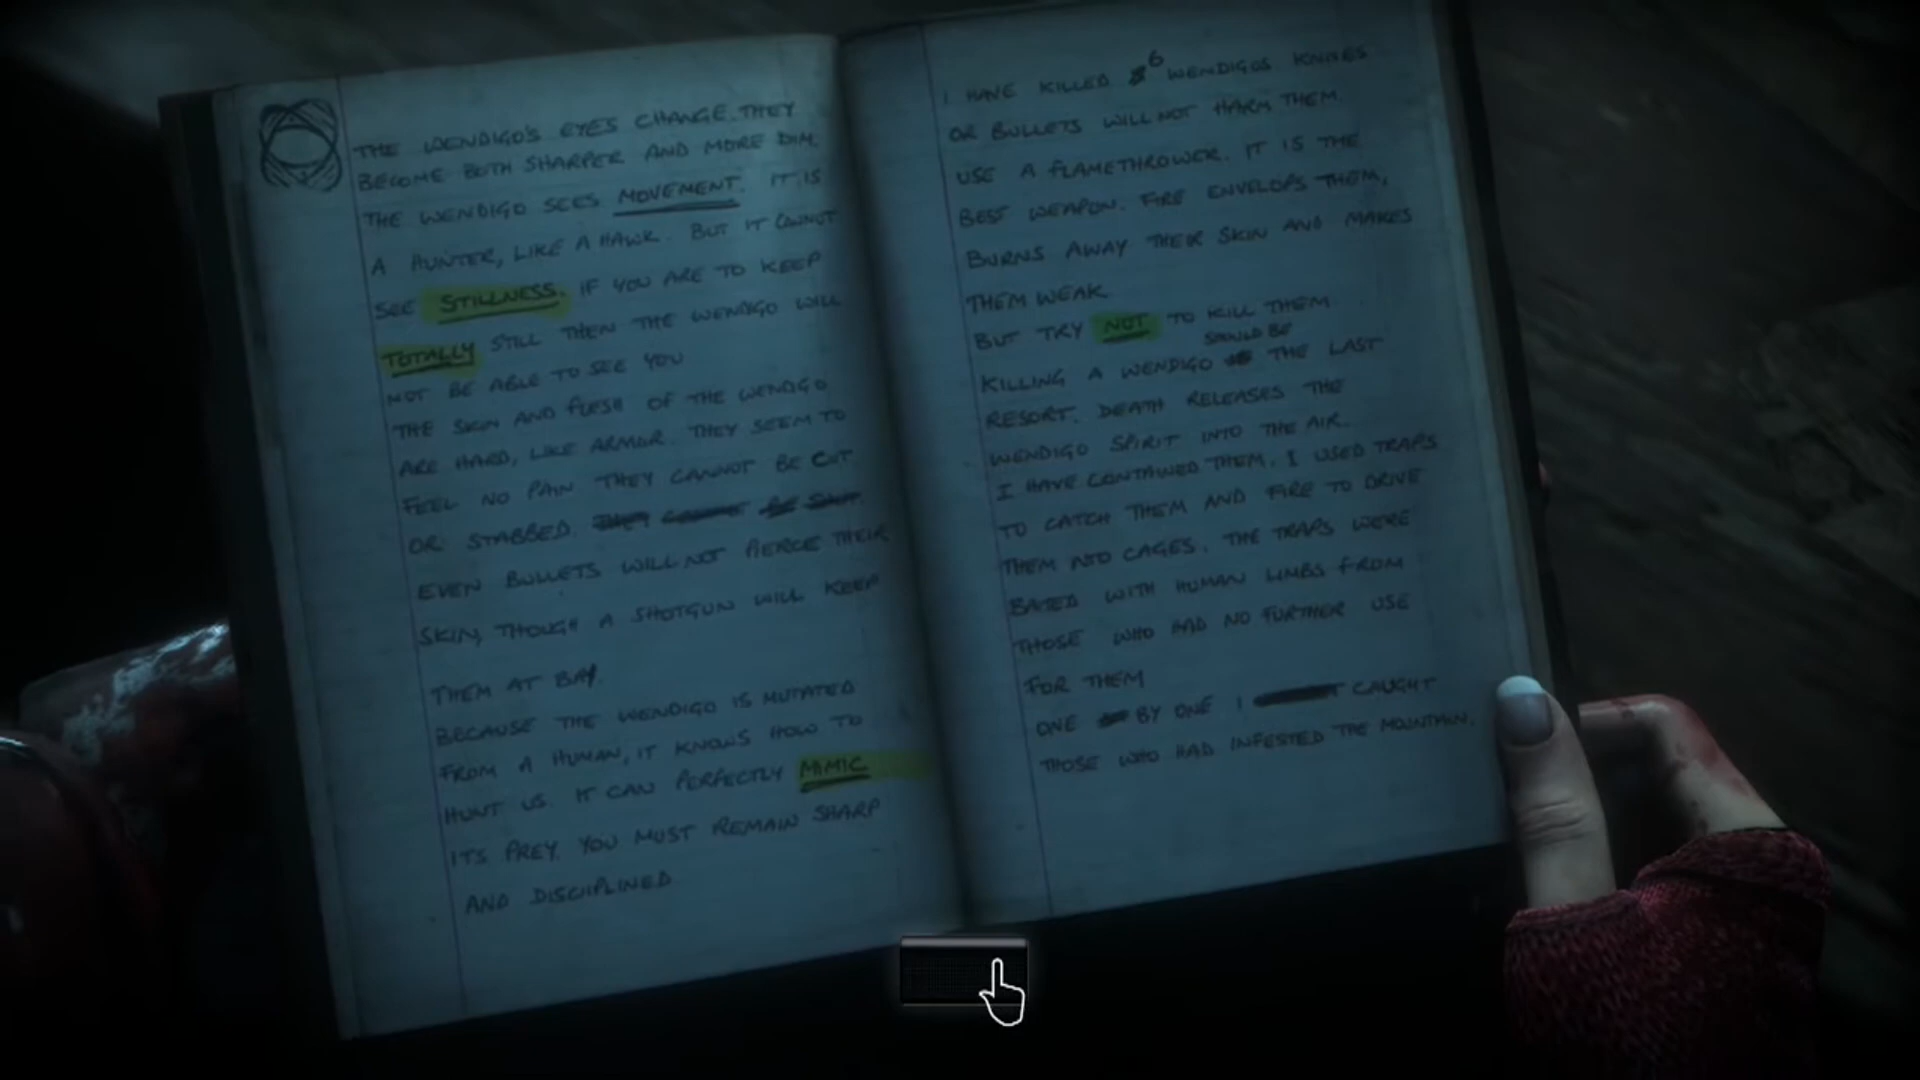 THE WENDIGO'S EYES CHANGE. THEY
BECOME BOTH SHARPER AND MORE DIM.
THE WENDIGO SEES MOVEMENT. IT IS
A HUNTER, LIKE A HAWK. BUT IT CANNOT
SEE STILLNESS. IF YOU ARE TO KEEP
TOTALLY STILL THEN THE WENDIGO WILL
NOT BE ABLE TO SEE YOU
THE SKIN AND FLESH OF THE WENDIGO
ARE HARD, LIKE ARMOR. THEY SEEM TO
FEEL NO PAIN THEY CANNOT BE CUT
OR STABBED. THEY CANNOT BE SHOT.
EVEN BULLETS WILL NOT PIERCE THEIR
SKIN, THOUGH A SHOTGUN WILL KEEP
THEM AT BAY.
BECAUSE THE WENDIGO IS MUTATED
FROM A HUMAN, IT KNOWS HOW TO
HUNT US. IT CAN PERFECTLY MIMIC
ITS PREY. YOU MUST REMAIN SHARP
AND DISCIPLINED
I HAVE KILLED 6 WENDIGOS KNIVES
OR BULLETS WILL NOT HARM THEM
USE A FLAMETHROWER. IT IS THE
BEST WEAPON. FIRE ENVELOPS THEM,
BURNS AWAY THEIR SKIN AND MAKES
THEM WEAK
BUT TRY NOT TO KILL THEM
KILLING A WENDIGO SHOULD BE THE LAST
RESORT. DEATH RELEASES THE
WENDIGO SPIRIT INTO THE AIR.
I HAVE CONTAINED THEM. I USED TRAPS
TO CATCH THEM AND FIRE TO DRIVE
THEM INTO CAGES. THE TRAPS WERE
BAITED WITH HUMAN LIMBS FROM
THOSE WHO HAD NO FURTHER USE
FOR THEM
ONE BY ONE I CAUGHT
THOSE WHO HAD INFESTED THE MOUNTAIN.